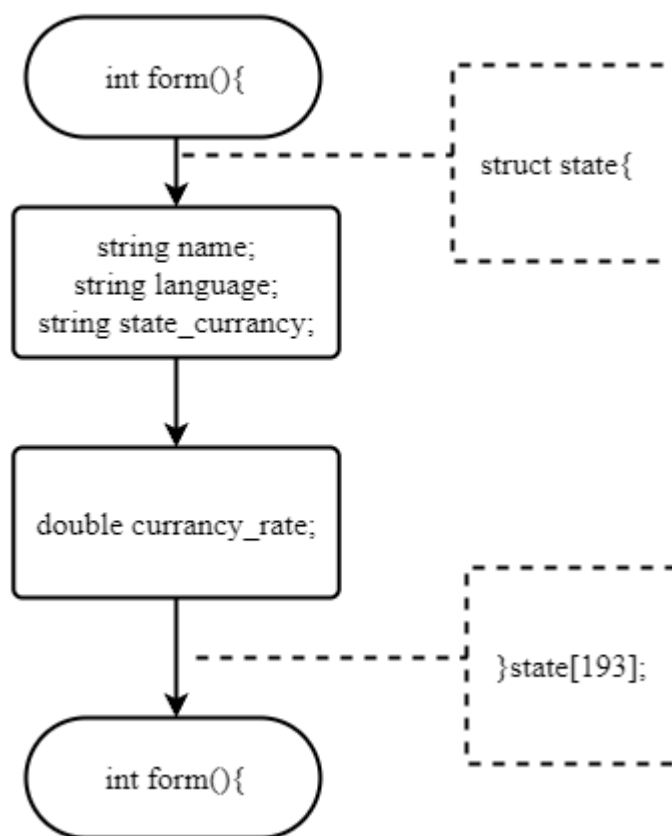 int form(){
struct state{
string name;
string language;
string state_currancy;
double currancy_rate;
}state[193];
int form(){